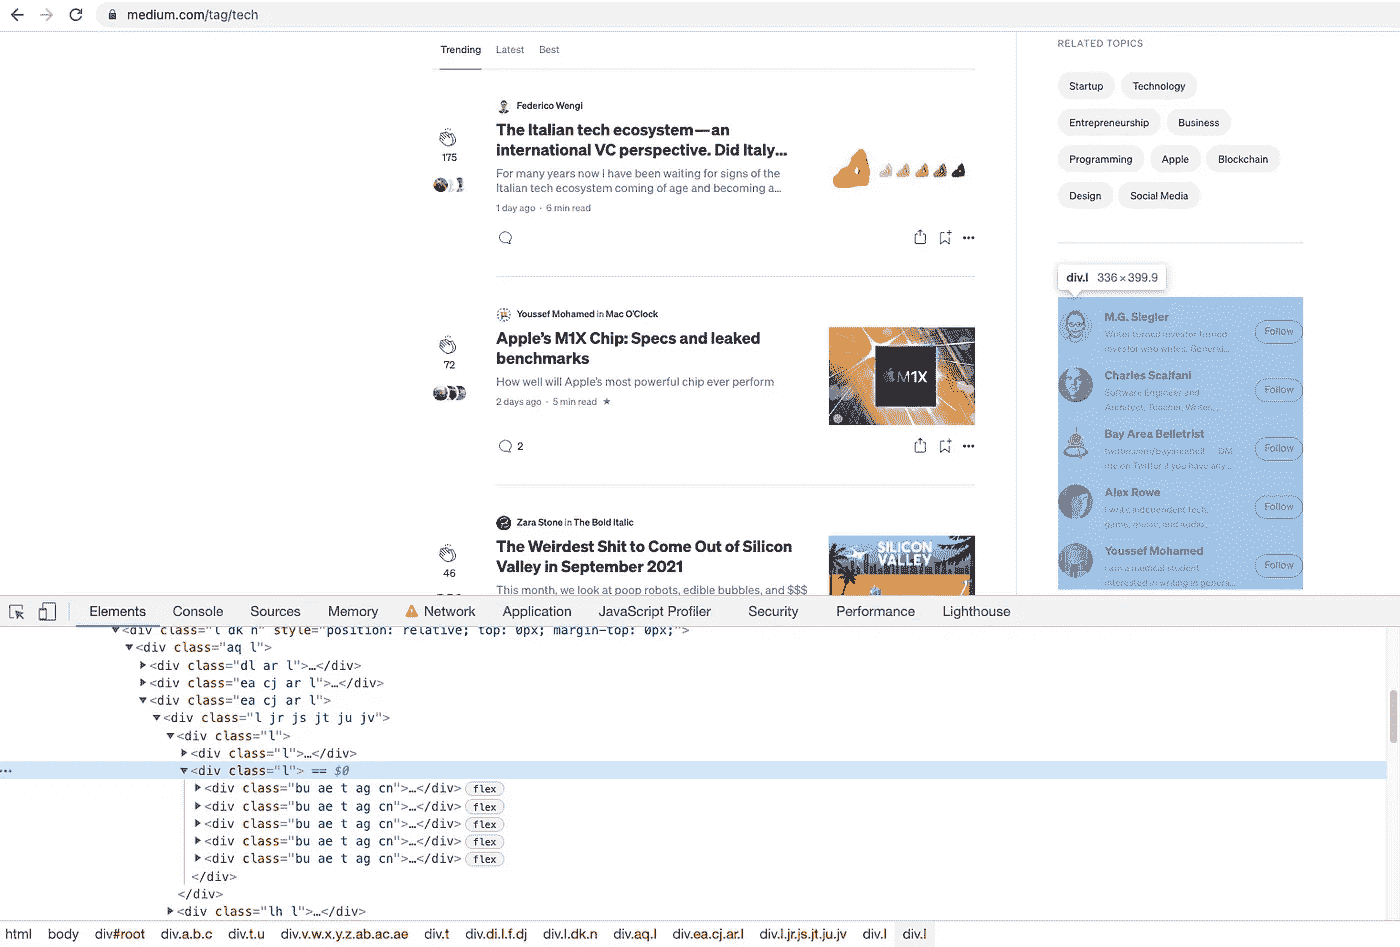 medium.com/tag/tech
Trending Latest Best
Federico Wengi
The Italian tech ecosystem—an
international VC perspective. Did Italy...
For many years now I have been waiting for signs of the
Italian tech ecosystem coming of age and becoming a...
1 day ago · 6 min read
175
Youssef Mohamed in Mac O'Clock
Apple's M1X Chip: Specs and leaked
benchmarks
How well will Apple's most powerful chip ever perform
2 days ago · 5 min read ★
72
M1X
2
Zara Stone in The Bold Italic
The Weirdest Shit to Come Out of Silicon
Valley in September 2021
This month, we look at poop robots, edible bubbles, and $$$
46
SILICON
VALLEY
RELATED TOPICS
Startup Technology
Entrepreneurship Business
Programming Apple Blockchain
Design Social Media
div.l 336 × 399.9
M.G. Siegler
Writer turned investor turned
investor who writes. General...
Follow
Charles Scalfani
Software Engineer and
Architect, Teacher, Writer...
Follow
Bay Area Belletrist
me on Twitter if you have any...
Follow
Alex Rowe
I write independent tech,
game, music, and audio...
Follow
Youssef Mohamed
I am a medical student
interested in writing in genera...
Follow
Elements Console Sources Memory Network Application JavaScript Profiler Security Performance Lighthouse
▼<div class="l dk n" style="position: relative; top: 0px; margin-top: 0px;">
▼<div class="aq l">
▶<div class="dl ar l">…</div>
▶<div class="ea cj ar l">…</div>
▼<div class="ea cj ar l">
▼<div class="l jr js jt ju jv">
▼<div class="l">
▶<div class="l">…</div>
… ▼<div class="l"> == $0
▶<div class="bu ae t ag cn">…</div> flex
▶<div class="bu ae t ag cn">…</div> flex
▶<div class="bu ae t ag cn">…</div> flex
▶<div class="bu ae t ag cn">…</div> flex
▶<div class="bu ae t ag cn">…</div> flex
</div>
</div>
▶<div class="lh l">…</div>
html body div#root div.a.b.c div.t.u div.v.w.x.y.z.ab.ac.ae div.t div.di.l.f.dj div.l.dk.n div.aq.l div.ea.cj.ar.l div.l.jr.js.jt.ju.jv div.l div.l